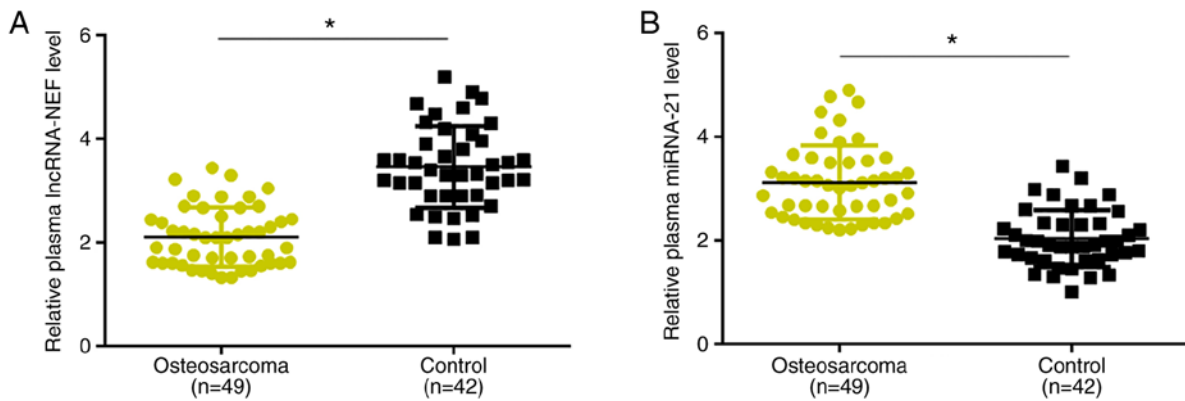 A
*
Relative plasma lncRNA-NEF level
6
4
2
0
Osteosarcoma
(n=49)
Control
(n=42)
B
*
Relative plasma miRNA-21 level
6
4
2
0
Osteosarcoma
(n=49)
Control
(n=42)